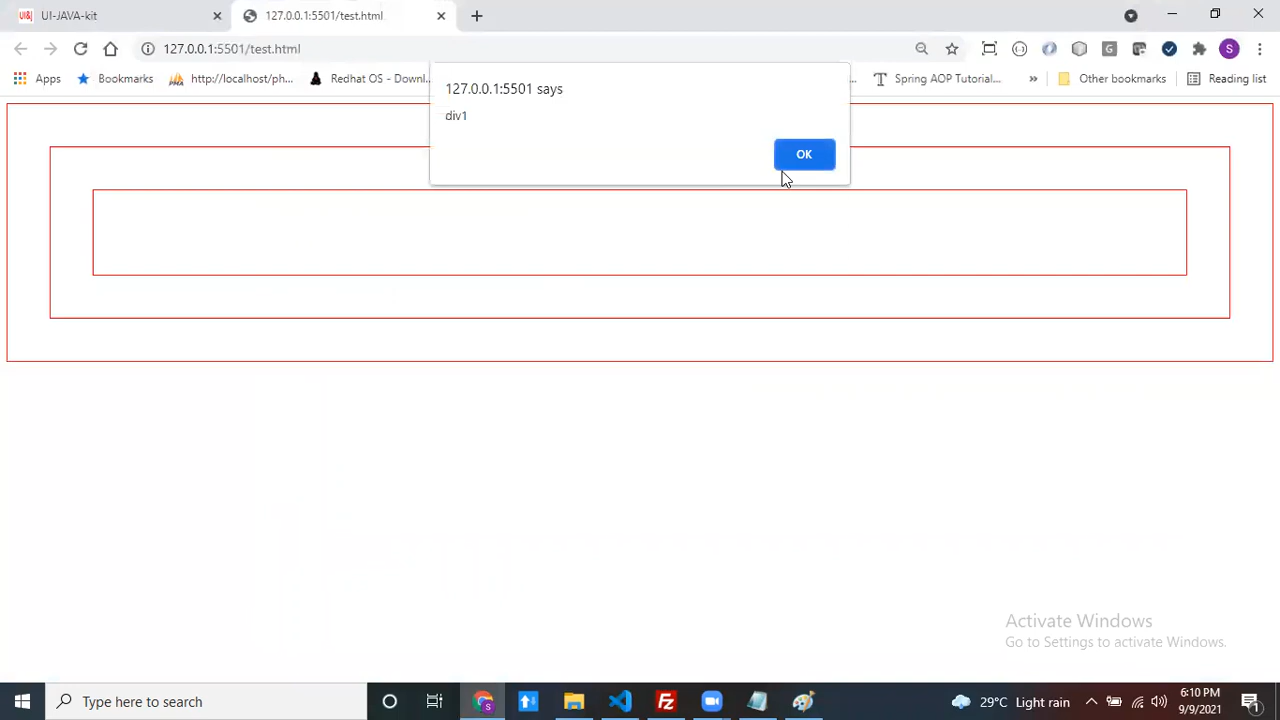 UI-JAVA-kit
127.0.0.1:5501/test.html
127.0.0.1:5501/test.html
Apps
Bookmarks
http://localhost/ph...
Redhat OS - Downl...
Spring AOP Tutorial...
Other bookmarks
Reading list
127.0.0.1:5501 says
div1
OK
Activate Windows
Go to Settings to activate Windows.
Type here to search
29°C Light rain
6:10 PM
9/9/2021